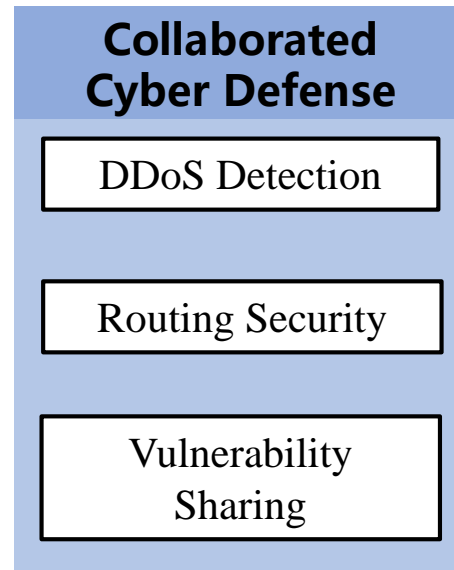 Collaborated
Cyber Defense
DDoS Detection
Routing Security
Vulnerability
Sharing